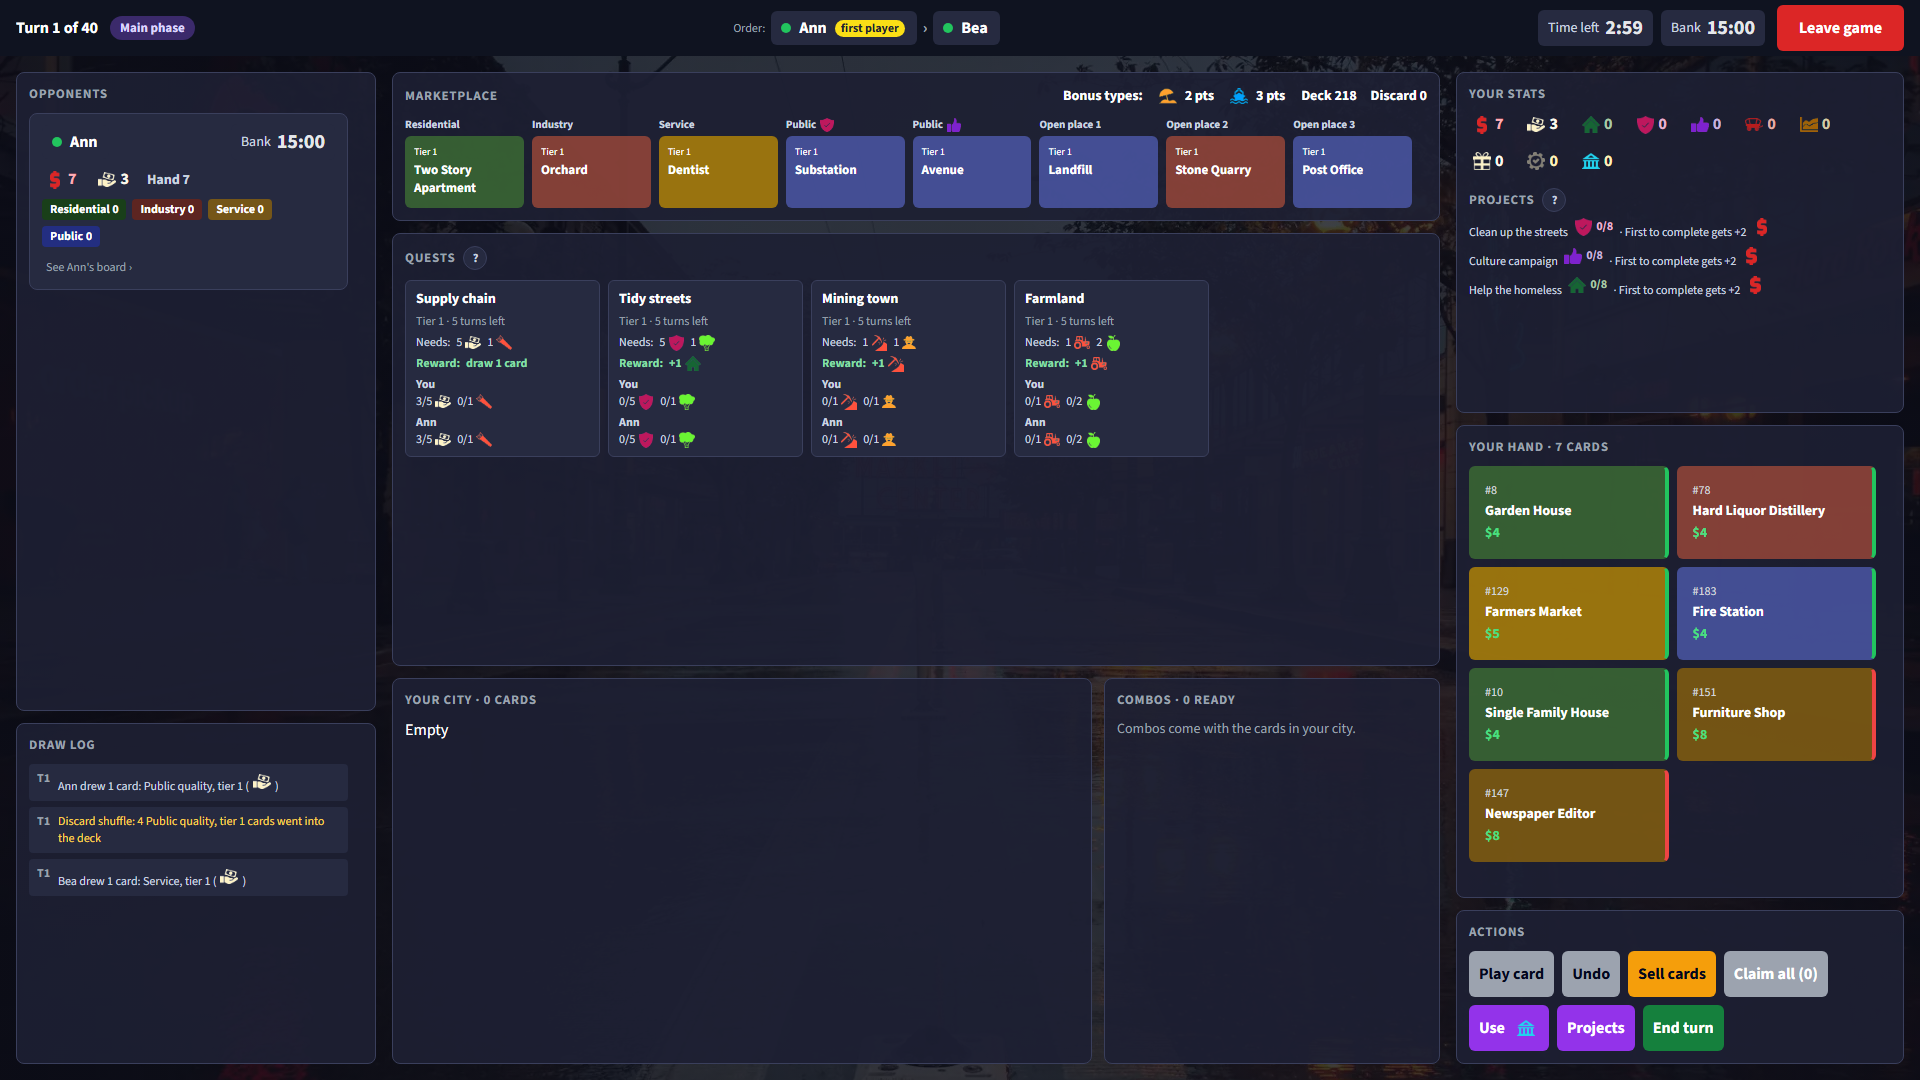 Turn 1 of 40 Main phase
Order: Ann first player › Bea
Time left 2:59 Bank 15:00 Leave game
OPPONENTS
Ann Bank 15:00
7 3 Hand 7
Residential 0 Industry 0 Service 0
Public 0
See Ann's board ›
DRAW LOG
T1 Ann drew 1 card: Public quality, tier 1 ( )
T1 Discard shuffle: 4 Public quality, tier 1 cards went into
the deck
T1 Bea drew 1 card: Service, tier 1 ( )
MARKETPLACE
Bonus types: 2 pts 3 pts Deck 218 Discard 0
Residential
Tier 1
Two Story
Apartment
Industry
Tier 1
Orchard
Service
Tier 1
Dentist
Public
Tier 1
Substation
Public
Tier 1
Avenue
Open place 1
Tier 1
Landfill
Open place 2
Tier 1
Stone Quarry
Open place 3
Tier 1
Post Office
QUESTS ?
Supply chain
Tier 1 · 5 turns left
Needs: 5 1
Reward: draw 1 card
You
3/5 0/1
Ann
3/5 0/1
Tidy streets
Tier 1 · 5 turns left
Needs: 5 1
Reward: +1
You
0/5 0/1
Ann
0/5 0/1
Mining town
Tier 1 · 5 turns left
Needs: 1 1
Reward: +1
You
0/1 0/1
Ann
0/1 0/1
Farmland
Tier 1 · 5 turns left
Needs: 1 2
Reward: +1
You
0/1 0/2
Ann
0/1 0/2
YOUR CITY · 0 CARDS
Empty
COMBOS · 0 READY
Combos come with the cards in your city.
YOUR STATS
$ 7 3 0 0 0 0 0
0 0 0
PROJECTS ?
Clean up the streets 0/8 · First to complete gets +2 $
Culture campaign 0/8 · First to complete gets +2 $
Help the homeless 0/8 · First to complete gets +2 $
YOUR HAND · 7 CARDS
#8
Garden House
$4
#78
Hard Liquor Distillery
$4
#129
Farmers Market
$5
#183
Fire Station
$4
#10
Single Family House
$4
#151
Furniture Shop
$8
#147
Newspaper Editor
$8
ACTIONS
Play card Undo Sell cards Claim all (0)
Use Projects End turn